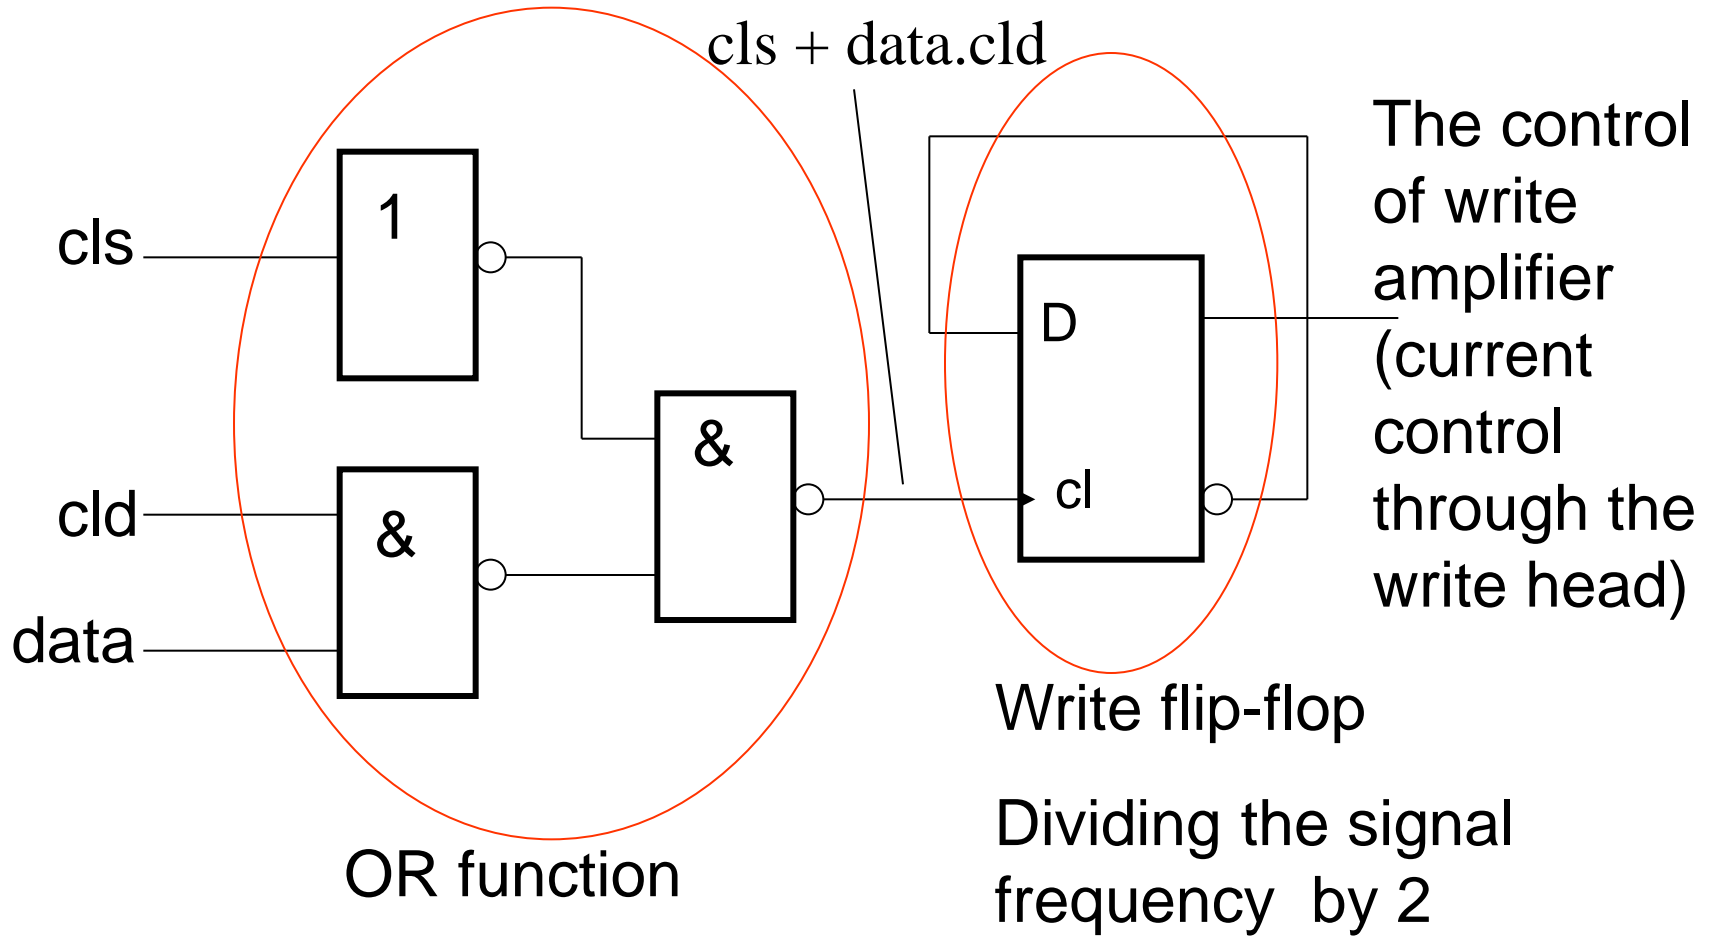 cls + data.cld
1
cls
&
cld
data
&
D
cl
The control
of write
amplifier
(current
control
through the
write head)
Write flip-flop
Dividing the signal
frequency by 2
OR function